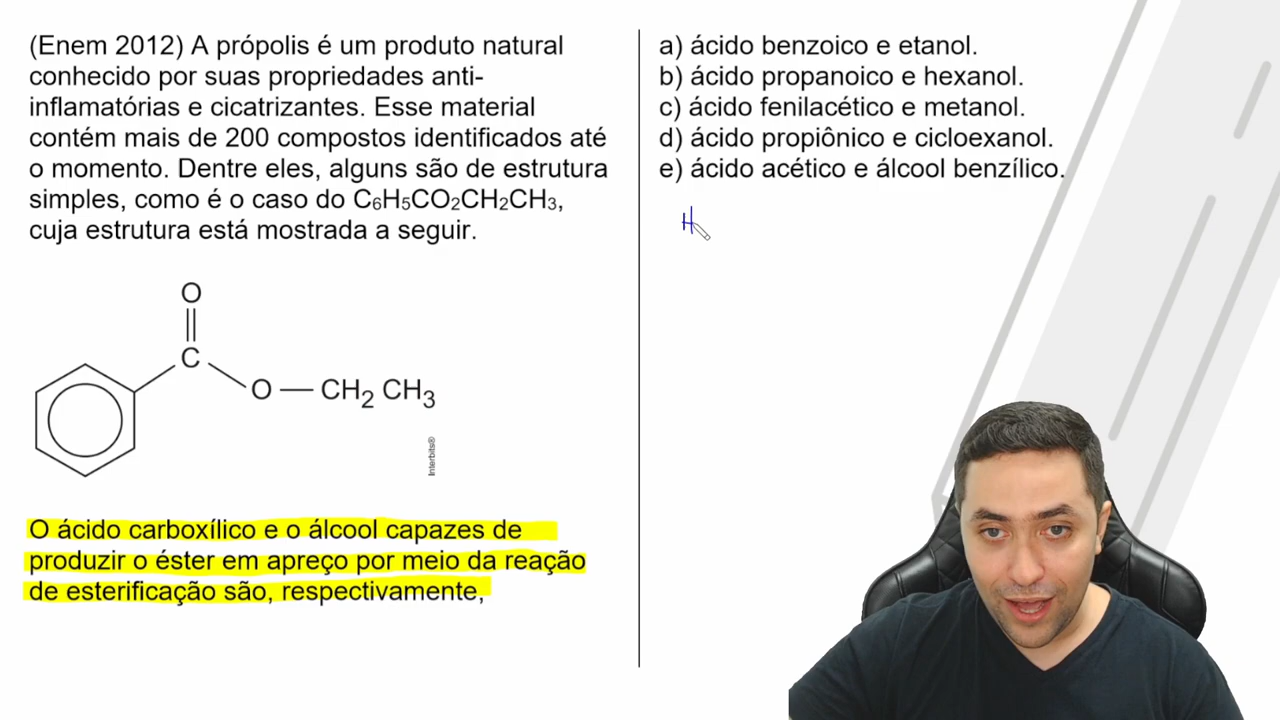 (Enem 2012) A própolis é um produto natural
conhecido por suas propriedades anti-
inflamatórias e cicatrizantes. Esse material
contém mais de 200 compostos identificados até
o momento. Dentre eles, alguns são de estrutura
simples, como é o caso do C₆H₅CO₂CH₂CH₃,
cuja estrutura está mostrada a seguir.
O
C
O — CH₂ CH₃
Interbits®
O ácido carboxílico e o álcool capazes de
produzir o éster em apreço por meio da reação
de esterificação são, respectivamente,
a) ácido benzoico e etanol.
b) ácido propanoico e hexanol.
c) ácido fenilacético e metanol.
d) ácido propiônico e cicloexanol.
e) ácido acético e álcool benzílico.
H